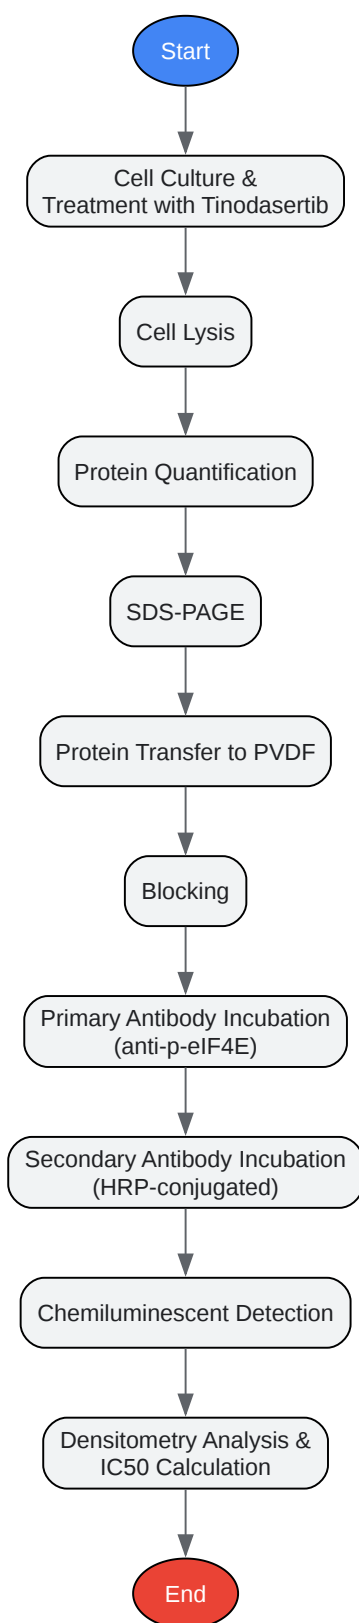 Start
Cell Culture &
Treatment with Tinodasertib
Cell Lysis
Protein Quantification
SDS-PAGE
Protein Transfer to PVDF
Blocking
Primary Antibody Incubation
(anti-p-eIF4E)
Secondary Antibody Incubation
(HRP-conjugated)
Chemiluminescent Detection
Densitometry Analysis &
IC50 Calculation
End